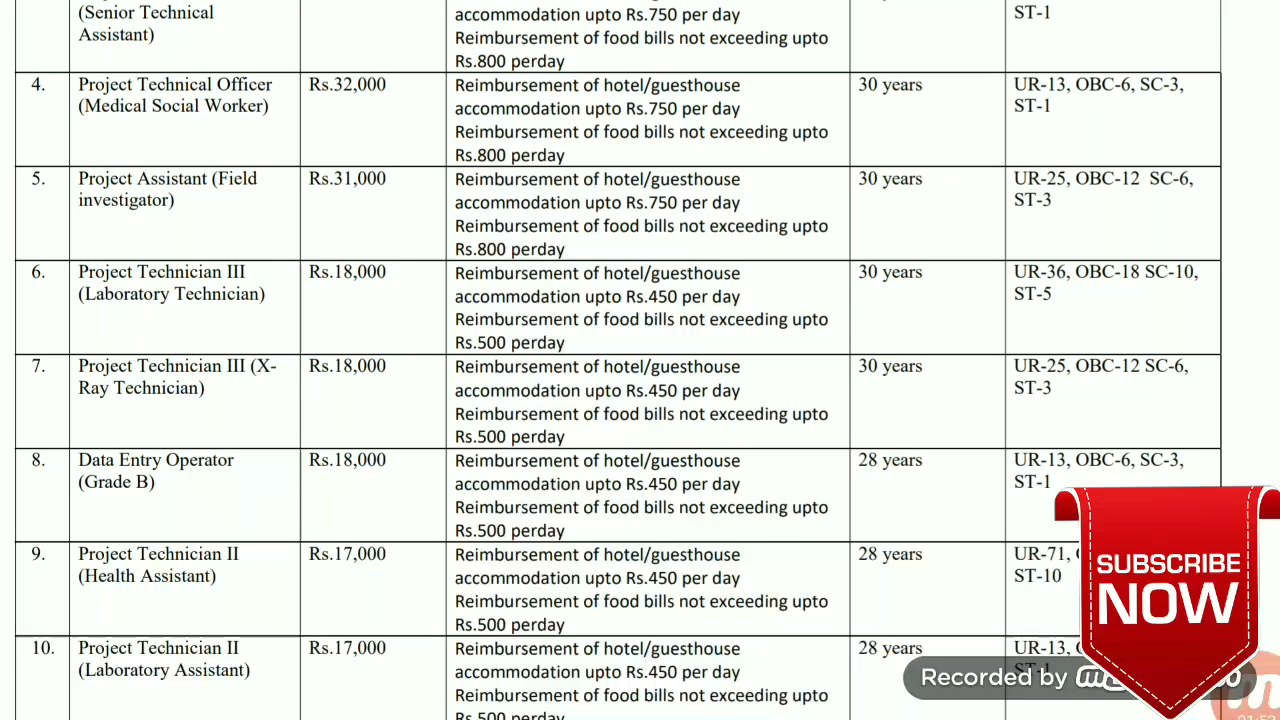 (Senior Technical
Assistant)
accommodation upto Rs.750 per day
Reimbursement of food bills not exceeding upto
Rs.800 perday
ST-1
4.
Project Technical Officer
(Medical Social Worker)
Rs.32,000
Reimbursement of hotel/guesthouse
accommodation upto Rs.750 per day
Reimbursement of food bills not exceeding upto
Rs.800 perday
30 years
UR-13, OBC-6, SC-3,
ST-1
5.
Project Assistant (Field
investigator)
Rs.31,000
Reimbursement of hotel/guesthouse
accommodation upto Rs.750 per day
Reimbursement of food bills not exceeding upto
Rs.800 perday
30 years
UR-25, OBC-12 SC-6,
ST-3
6.
Project Technician III
(Laboratory Technician)
Rs.18,000
Reimbursement of hotel/guesthouse
accommodation upto Rs.450 per day
Reimbursement of food bills not exceeding upto
Rs.500 perday
30 years
UR-36, OBC-18 SC-10,
ST-5
7.
Project Technician III (X-
Ray Technician)
Rs.18,000
Reimbursement of hotel/guesthouse
accommodation upto Rs.450 per day
Reimbursement of food bills not exceeding upto
Rs.500 perday
30 years
UR-25, OBC-12 SC-6,
ST-3
8.
Data Entry Operator
(Grade B)
Rs.18,000
Reimbursement of hotel/guesthouse
accommodation upto Rs.450 per day
Reimbursement of food bills not exceeding upto
Rs.500 perday
28 years
UR-13, OBC-6, SC-3,
ST-1
9.
Project Technician II
(Health Assistant)
Rs.17,000
Reimbursement of hotel/guesthouse
accommodation upto Rs.450 per day
Reimbursement of food bills not exceeding upto
Rs.500 perday
28 years
UR-71,
ST-10
10.
Project Technician II
(Laboratory Assistant)
Rs.17,000
Reimbursement of hotel/guesthouse
accommodation upto Rs.450 per day
Reimbursement of food bills not exceeding upto
Rs.500 perday
28 years
UR-13,
ST-1
SUBSCRIBE
NOW
Recorded by